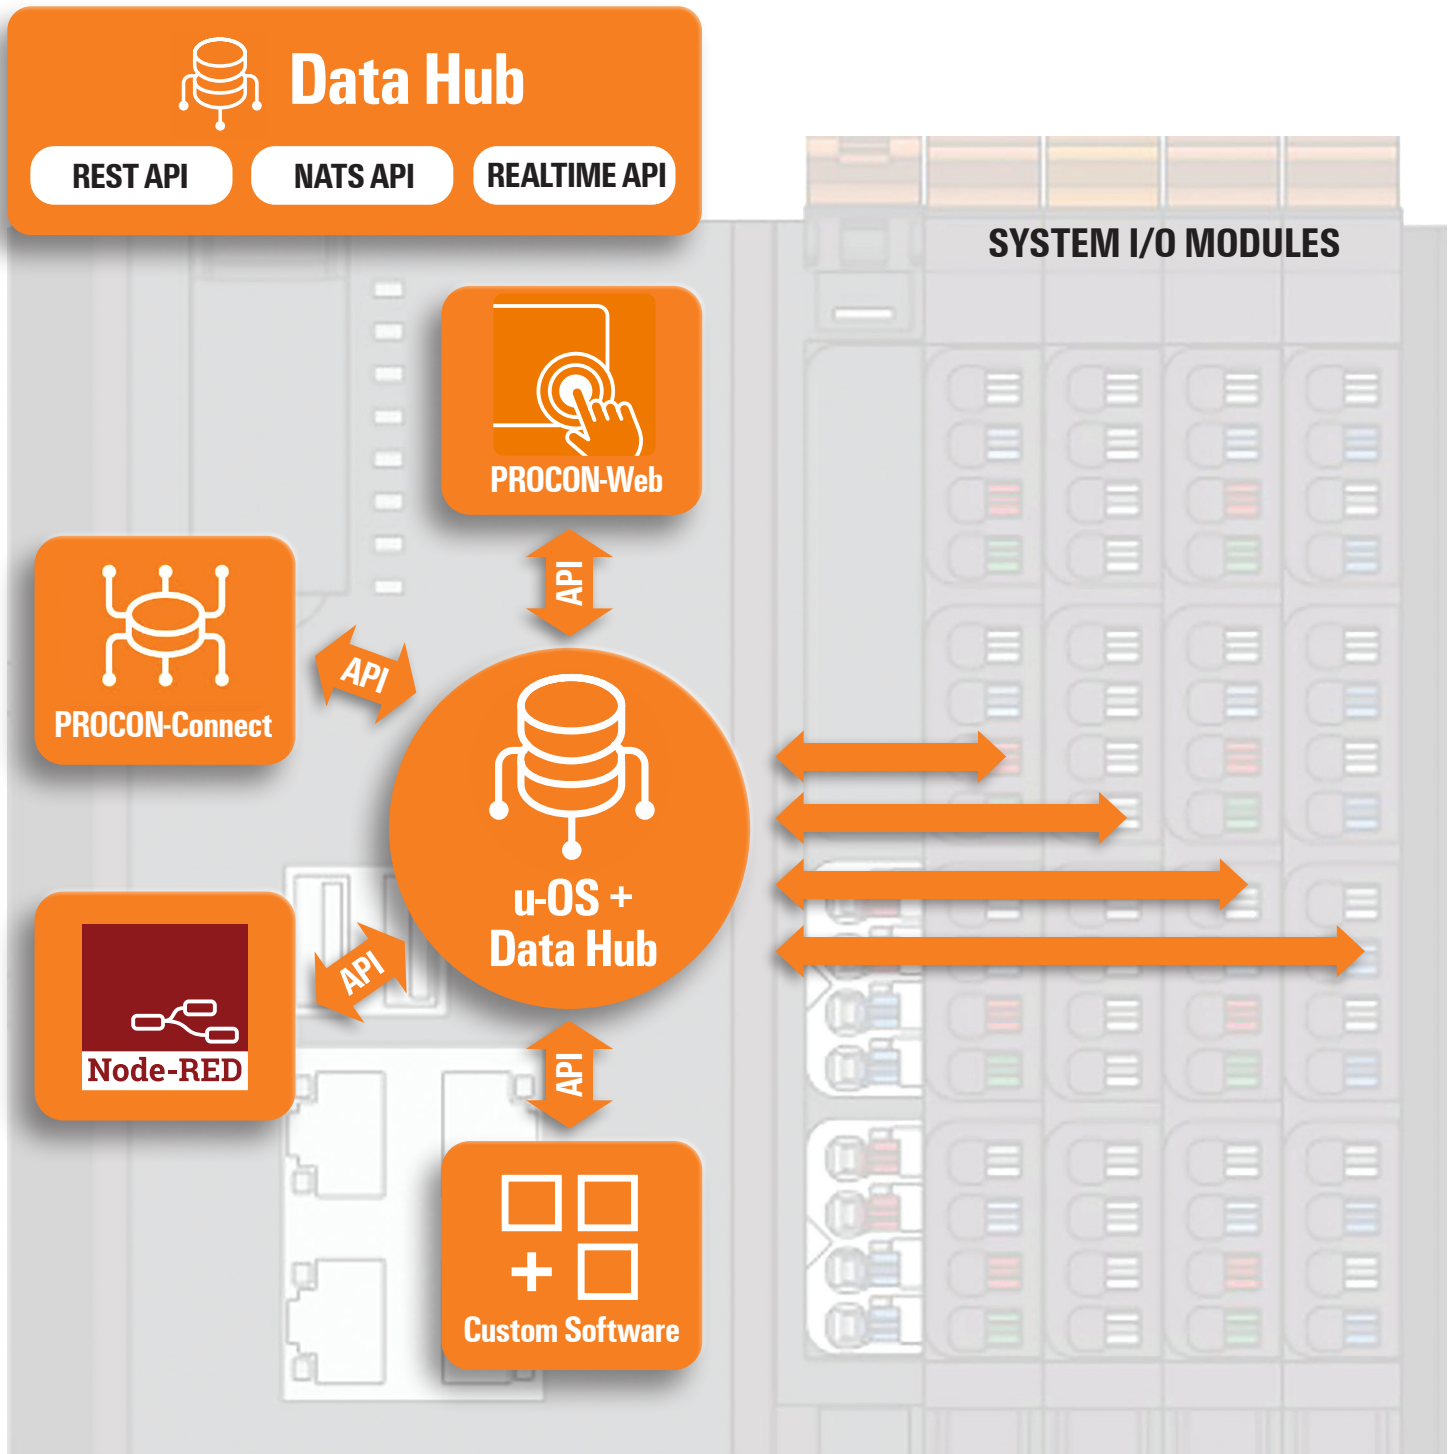 Data Hub
REST API
NATS API
REALTIME API
SYSTEM I/O MODULES
PROCON-Web
API
PROCON-Connect
API
u-OS +
Data Hub
Node-RED
API
API
Custom Software